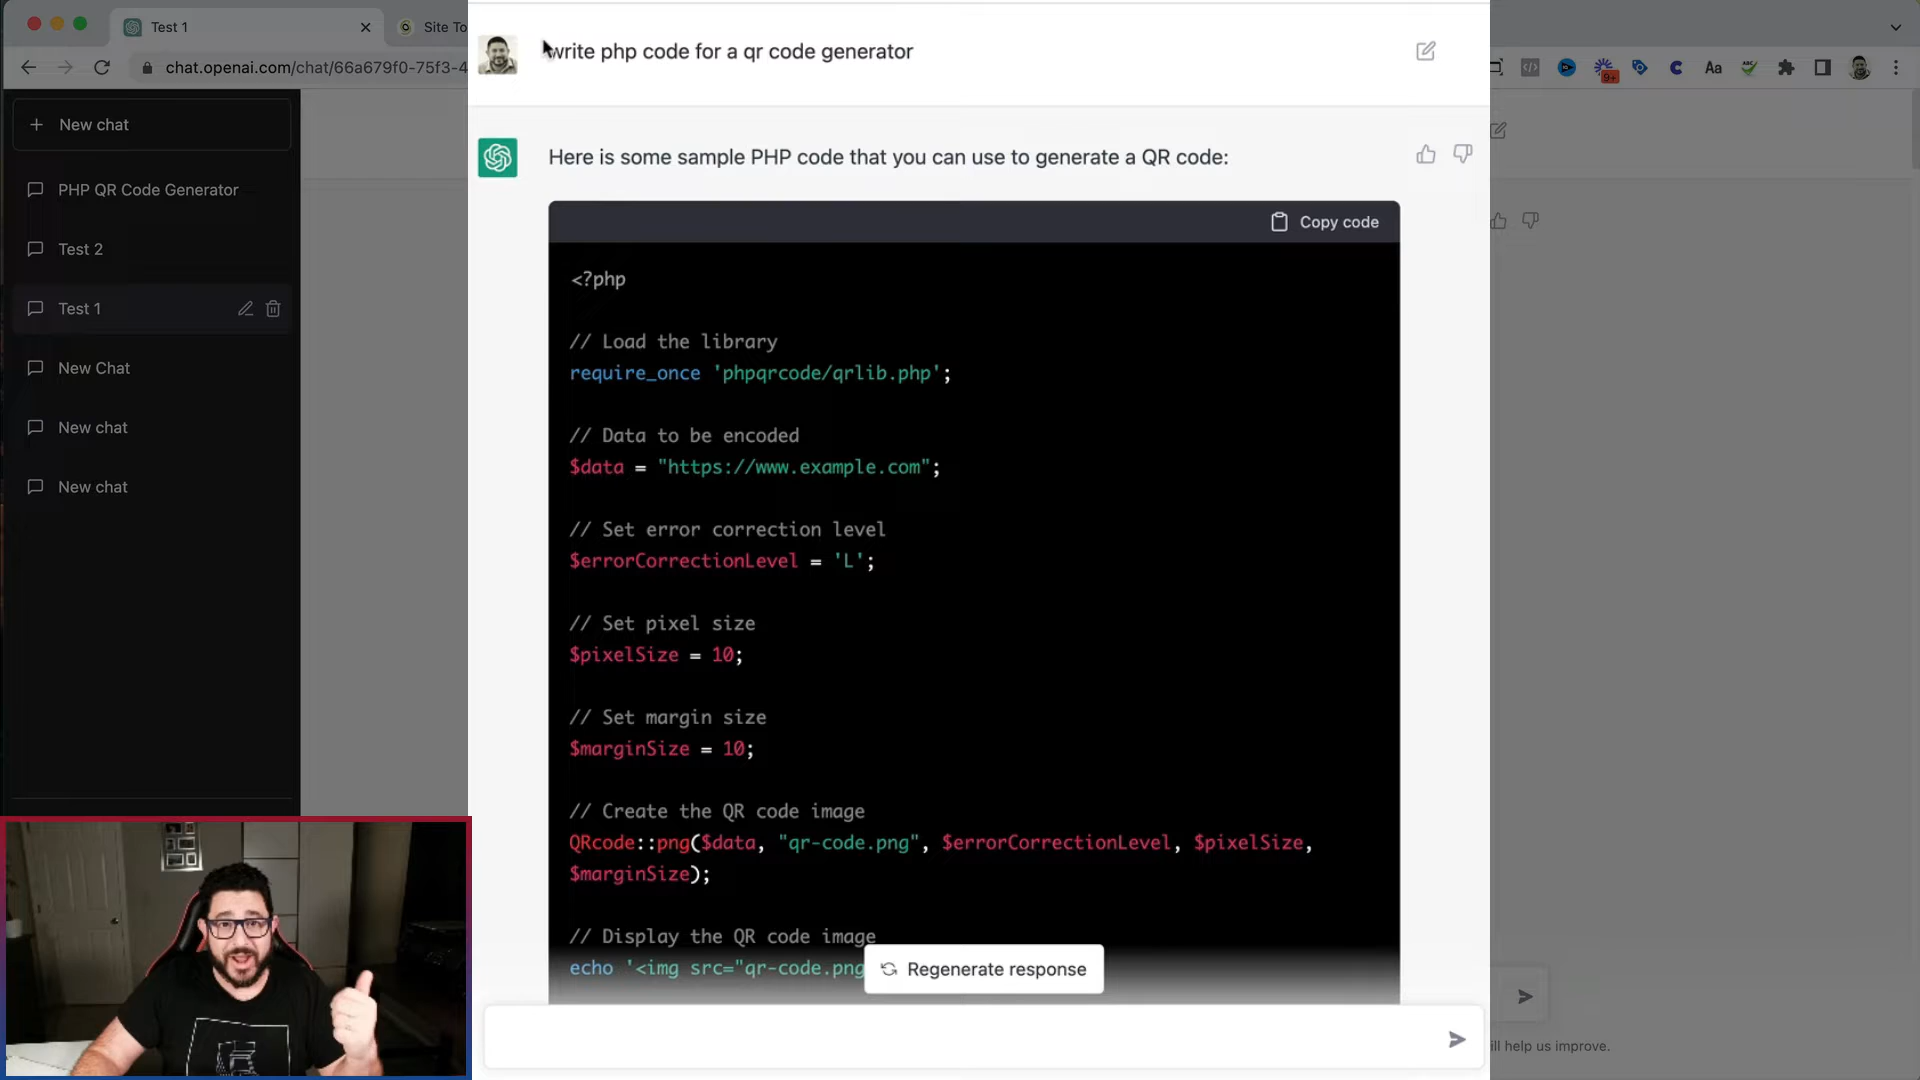 Test 1
Site To
chat.openai.com/chat/66a679f0-75f3-4
9+
Aa
ABC
New chat
PHP QR Code Generator
Test 2
Test 1
New Chat
New chat
New chat
write php code for a qr code generator
Here is some sample PHP code that you can use to generate a QR code:
Copy code
<?php
// Load the library
require_once 'phpqrcode/qrlib.php';
// Data to be encoded
$data = "https://www.example.com";
// Set error correction level
$errorCorrectionLevel = 'L';
// Set pixel size
$pixelSize = 10;
// Set margin size
$marginSize = 10;
// Create the QR code image
QRcode::png($data, "qr-code.png", $errorCorrectionLevel, $pixelSize,
$marginSize);
// Display the QR code image
echo '<img src="qr-code.png
Regenerate response
ill help us improve.